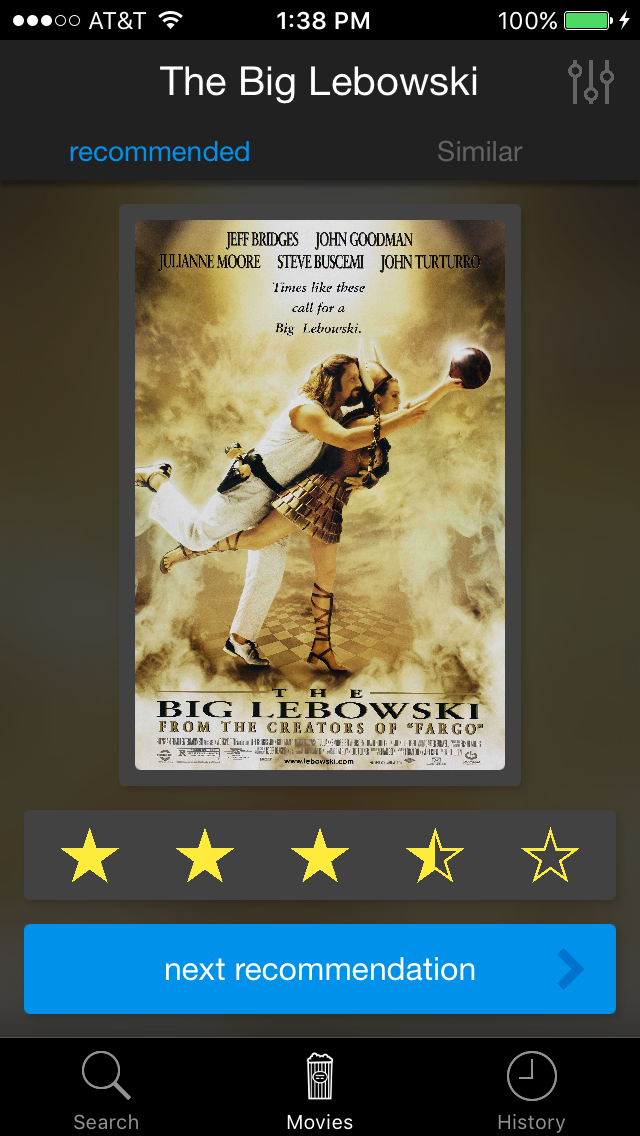 AT&T 1:38 PM 100%
The Big Lebowski
recommended Similar
JEFF BRIDGES JOHN GOODMAN
JULIANNE MOORE STEVE BUSCEMI JOHN TURTURRO
Times like these
call for a
Big Lebowski.
THE
BIG LEBOWSKI
FROM THE CREATORS OF "FARGO"
www.lebowski.com
next recommendation
Search Movies History